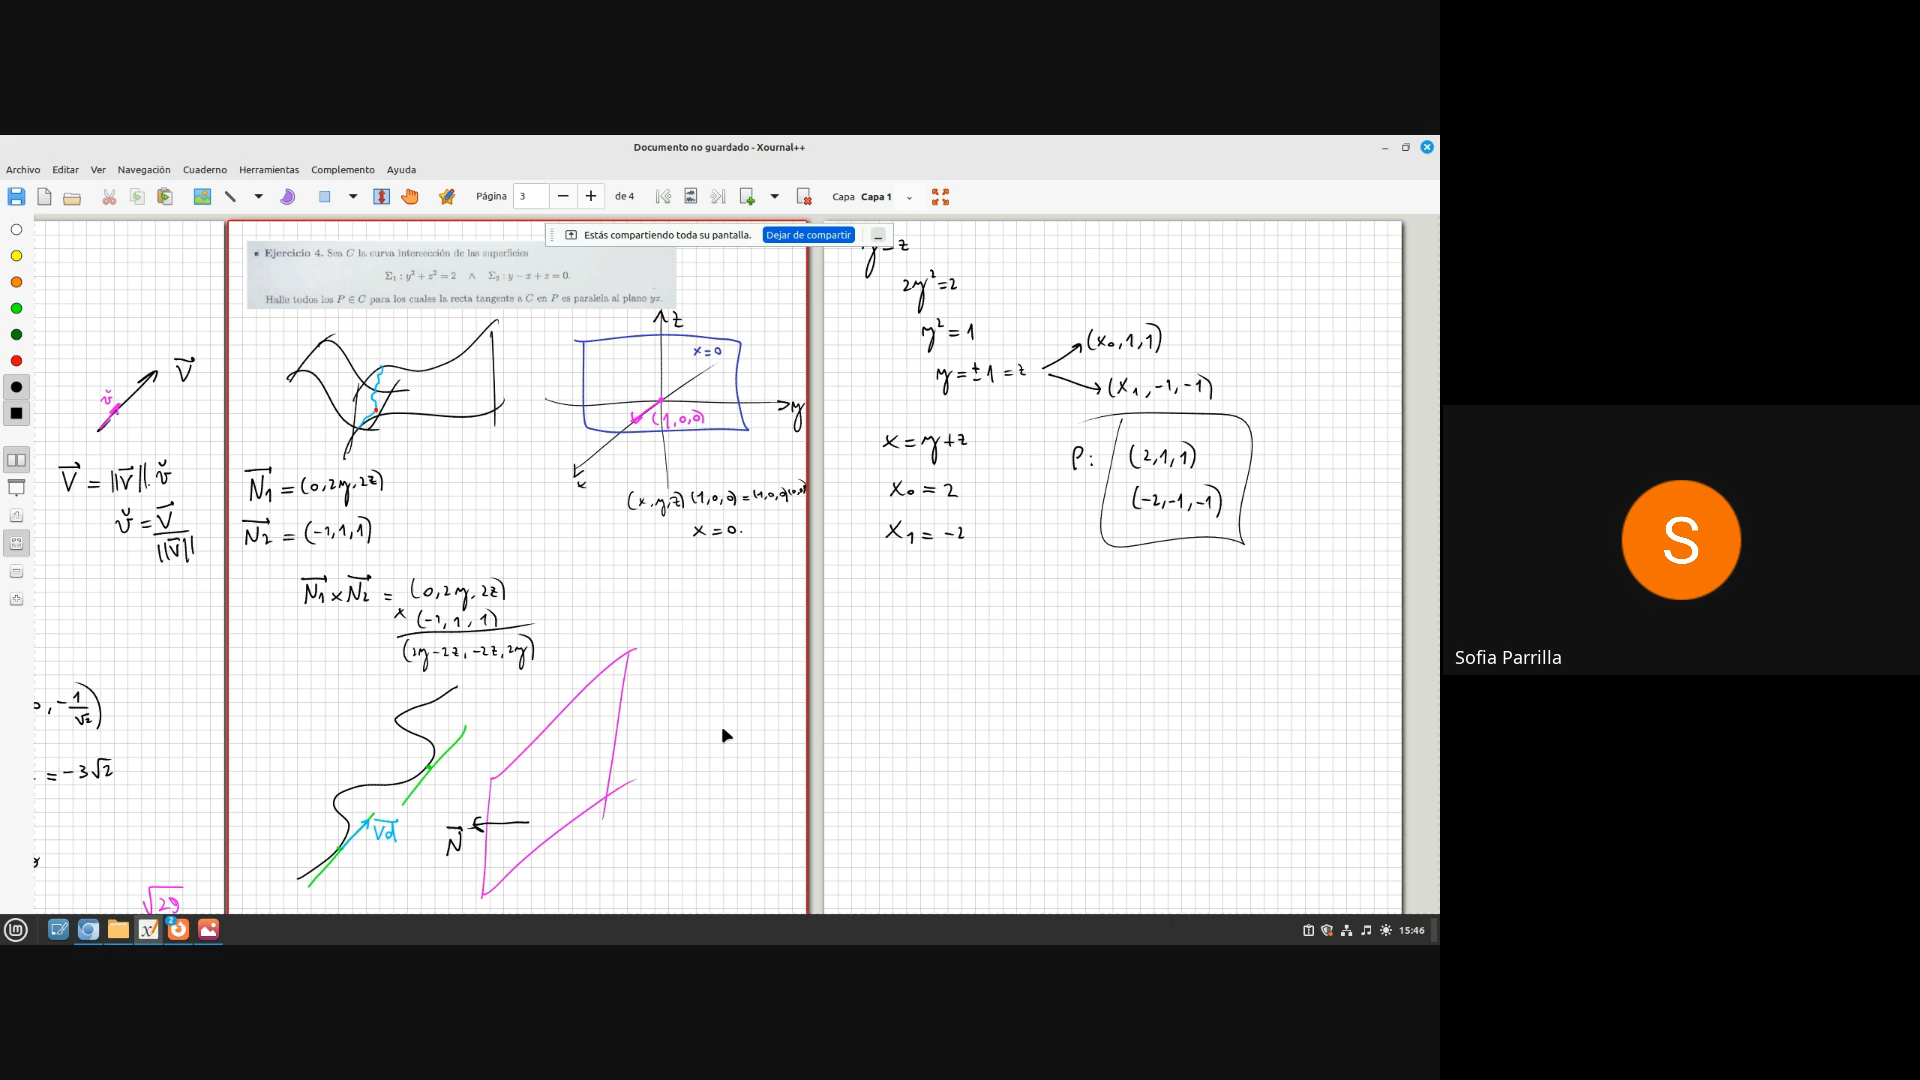 Documento no guardado - Xournal++
Archivo Editar Ver Navegación Cuaderno Herramientas Complemento Ayuda
Página 3 de 4 Capa Capa 1
Estás compartiendo toda su pantalla. Dejar de compartir
V
v
V = ||V||.v
v = V / ||V||
, -1/√2)
= -3√2
√29
Ejercicio 4. Sea C la curva intersección de las superficies
Σ₁ : y² + z² = 2 ∧ Σ₂ : y − x + z = 0.
Halle todos los P ∈ C para los cuales la recta tangente a C en P es paralela al plano yz.
z
x=0
y
(1,0,0)
x
N1 = (0,2y,2z)
(x,y,z)(1,0,0)=(1,0,0)(0,0,0)
N2 = (-1,1,1)
x=0.
N1 x N2 = (0,2y,2z)
x (-1,1,1)
(2y-2z,-2z,2y)
Vd
N
y=z
2y²=2
y²=1
y=±1=z
(x0,1,1)
(x1,-1,-1)
x=y+z
x0=2
x1=-2
P: (2,1,1)
(-2,-1,-1)
S
Sofia Parrilla
15:46